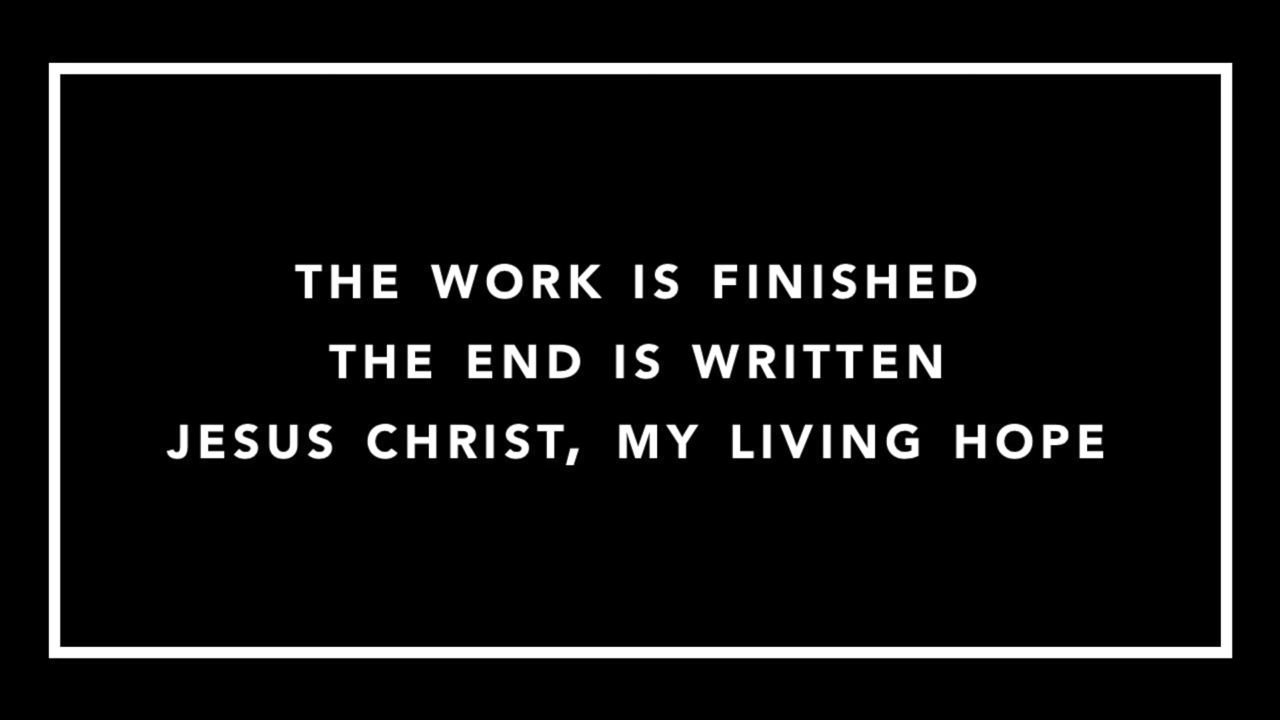 THE WORK IS FINISHED
THE END IS WRITTEN
JESUS CHRIST, MY LIVING HOPE